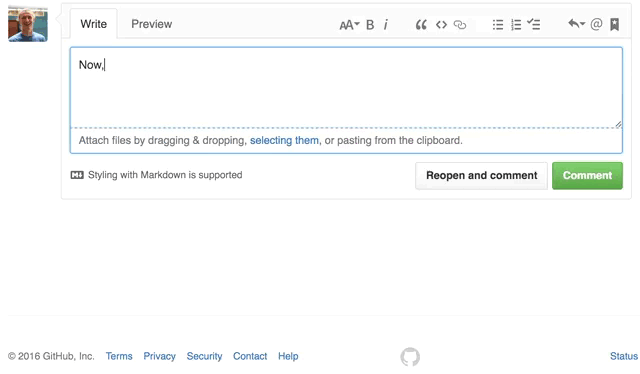 Write Preview AA B i “ <>
Now,
Attach files by dragging & dropping, selecting them, or pasting from the clipboard.
Styling with Markdown is supported Reopen and comment Comment
© 2016 GitHub, Inc. Terms Privacy Security Contact Help Status